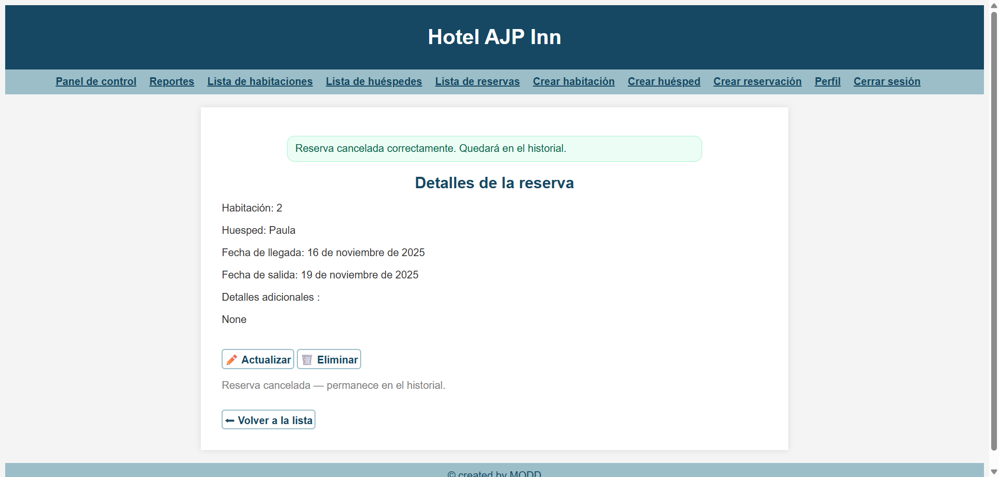 Hotel AJP Inn
Panel de control Reportes Lista de habitaciones Lista de huéspedes Lista de reservas Crear habitación Crear huésped Crear reservación Perfil Cerrar sesión
Reserva cancelada correctamente. Quedará en el historial.
Detalles de la reserva
Habitación: 2
Huesped: Paula
Fecha de llegada: 16 de noviembre de 2025
Fecha de salida: 19 de noviembre de 2025
Detalles adicionales :
None
Actualizar Eliminar
Reserva cancelada — permanece en el historial.
Volver a la lista
© created by MODD